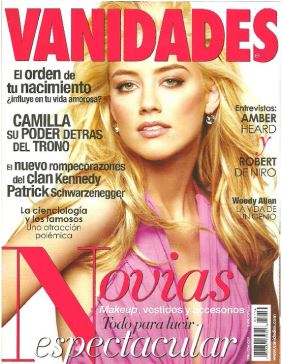 VANIDADES
El orden de
tu nacimiento
¿influye en tu vida amorosa?
CAMILLA
SU PODER DETRAS
DEL TRONO
El nuevo rompecorazones
del Clan Kennedy
Patrick Schwarzenegger
La cienciología
y los famosos
Una atracción
polémica
Entrevistas:
AMBER
HEARD
y
ROBERT
DE NIRO
Woody Allen
LA VIDA DE
UN GENIO
Novias
Makeup, vestidos y accesorios
Todo para lucir
espectacular